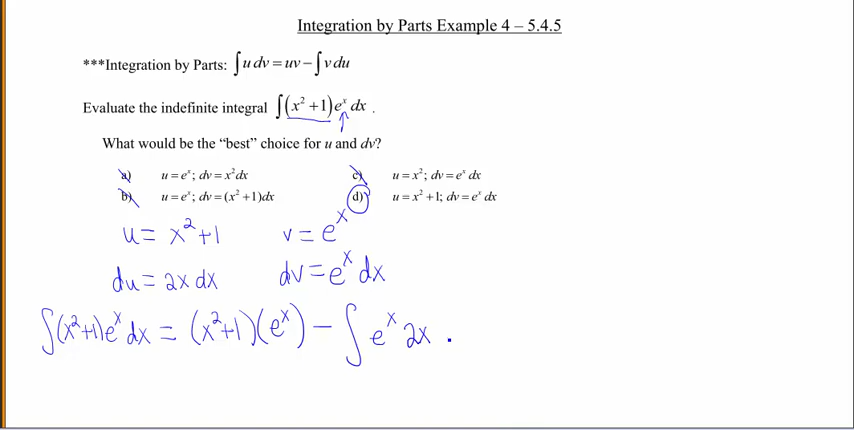 Integration by Parts Example 4 – 5.4.5
***Integration by Parts: ∫u dv = uv − ∫v du
Evaluate the indefinite integral ∫(x² + 1)eˣ dx .
What would be the “best” choice for u and dv?
a) u = eˣ; dv = x²dx c) u = x²; dv = eˣ dx
b) u = eˣ; dv = (x² + 1)dx d) u = x² + 1; dv = eˣ dx
u = x²+1 v = eˣ
du = 2x dx dv = eˣ dx
∫(x²+1)eˣ dx = (x²+1)(eˣ) − ∫ eˣ 2x .